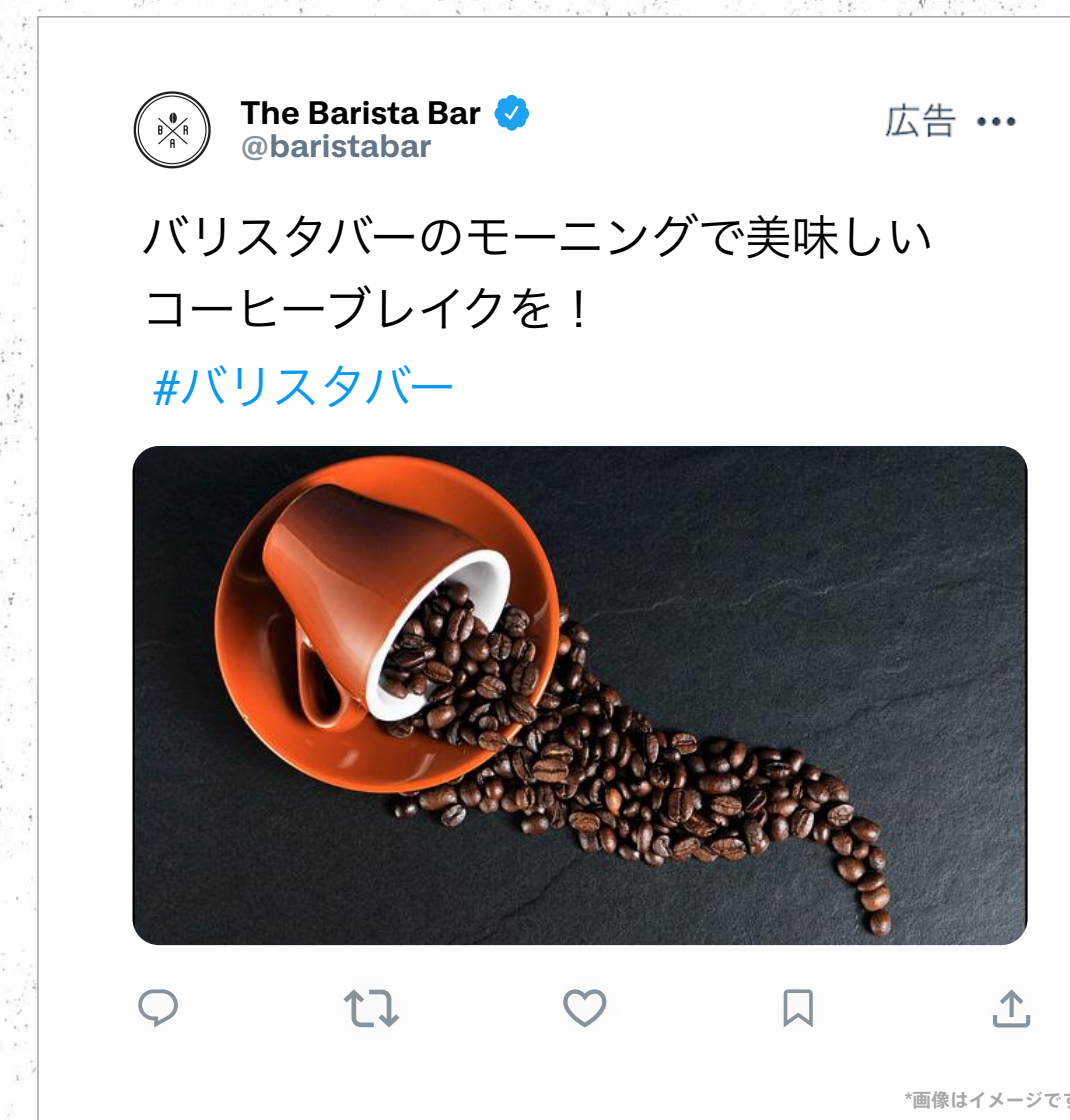 B A R
A
The Barista Bar
@baristabar
広告
バリスタバーのモーニングで美味しい
コーヒーブレイクを！
#バリスタバー
*画像はイメージです